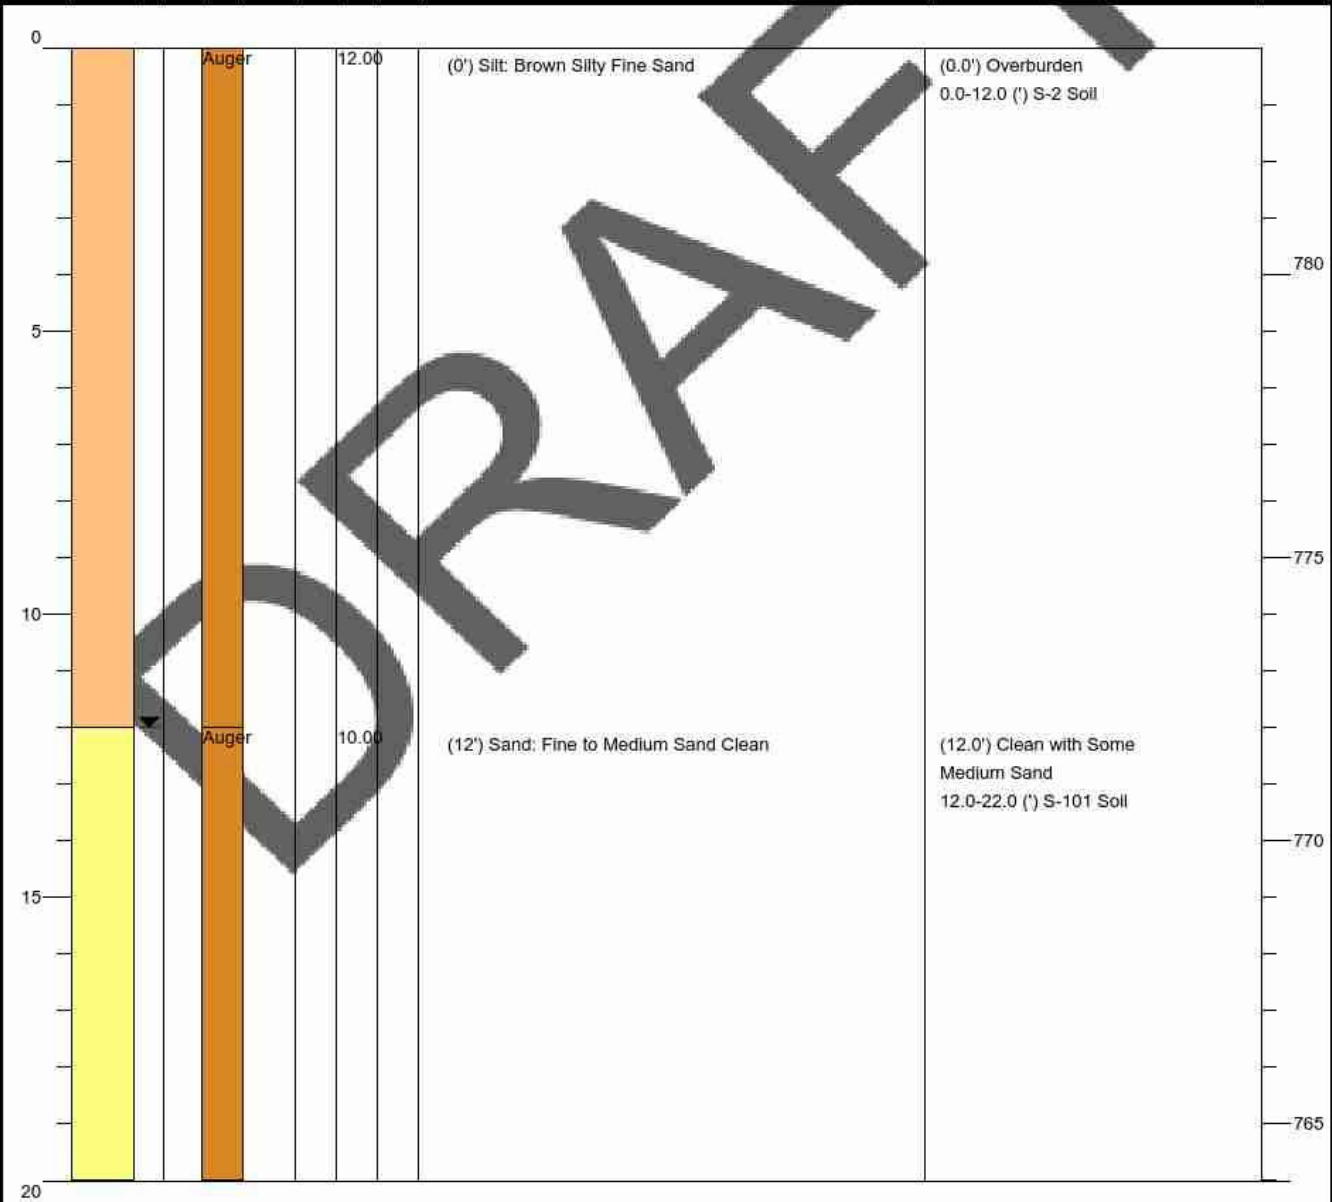 0
Auger
12.00
(0') Silt: Brown Silty Fine Sand
(0.0') Overburden
0.0-12.0 (') S-2 Soil
780
5
775
10
Auger
10.00
(12') Sand: Fine to Medium Sand Clean
(12.0') Clean with Some
Medium Sand
12.0-22.0 (') S-101 Soil
770
15
765
20
DRAFT